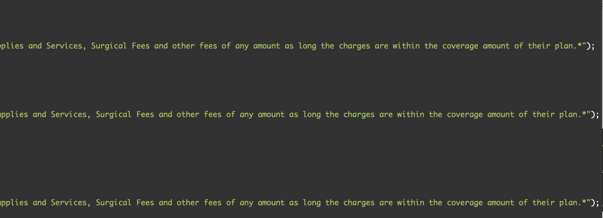 plies and Services, Surgical Fees and other fees of any amount as long the charges are within the coverage amount of their plan.*");
applies and Services, Surgical Fees and other fees of any amount as long the charges are within the coverage amount of their plan.*");
applies and Services, Surgical Fees and other fees of any amount as long the charges are within the coverage amount of their plan.*");